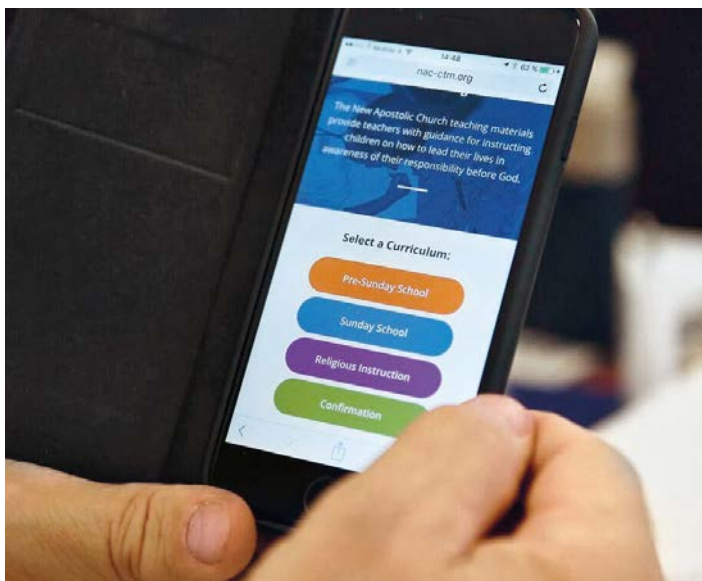 14:48
62 %
nac-ctm.org
The New Apostolic Church teaching materials
provide teachers with guidance for instructing
children on how to lead their lives in
awareness of their responsibility before God.
Select a Curriculum:
Pre-Sunday School
Sunday School
Religious Instruction
Confirmation